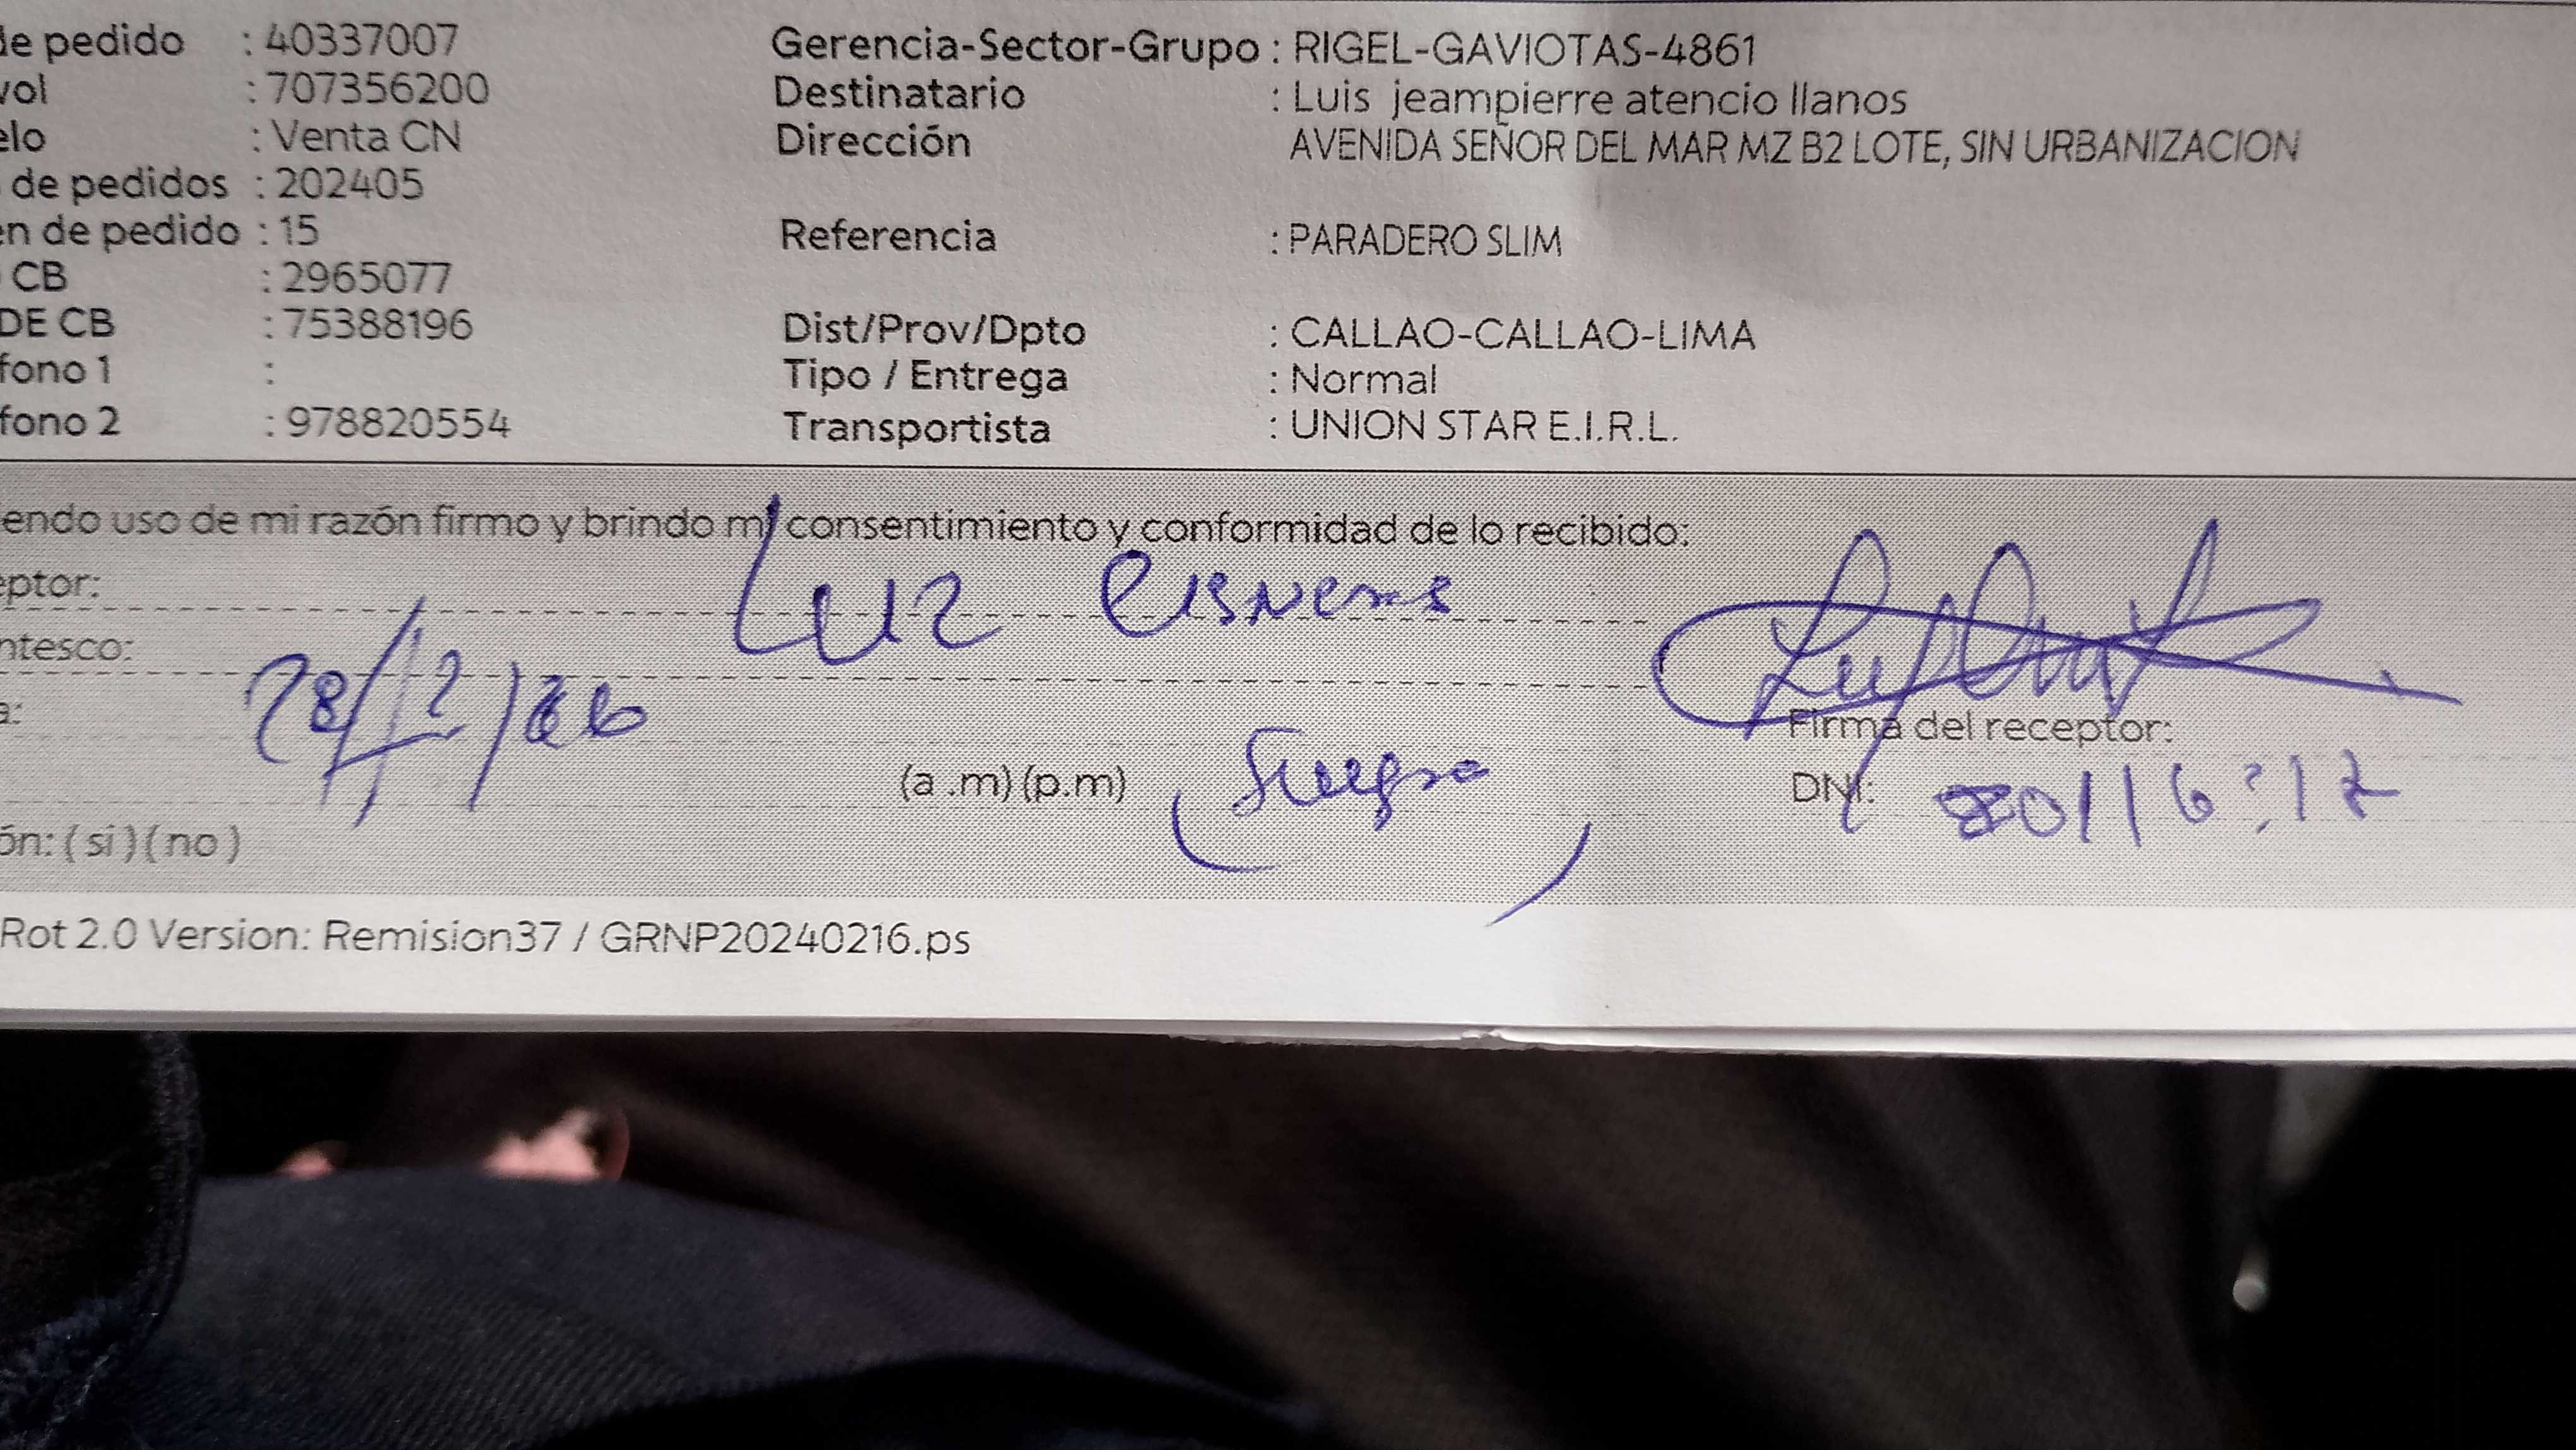 de pedido : 40337007 Gerencia-Sector-Grupo : RIGEL-GAVIOTAS-4861
vol : 707356200 Destinatario : Luis jeampierre atencio llanos
elo : Venta CN Dirección AVENIDA SEÑOR DEL MAR MZ B2 LOTE, SIN URBANIZACION
de pedidos : 202405
en de pedido : 15 Referencia : PARADERO SLIM
CB : 2965077
DE CB : 75388196 Dist/Prov/Dpto : CALLAO-CALLAO-LIMA
fono 1 : Tipo / Entrega : Normal
fono 2 : 978820554 Transportista : UNION STAR E.I.R.L.
endo uso de mi razón firmo y brindo mi consentimiento y conformidad de lo recibido:
eptor: Luz Cisneros
ntesco:
a:
Firma del receptor:
(a .m) (p.m) (Suegra) DNI:
ón: ( si ) ( no )
Rot 2.0 Version: Remision37 / GRNP20240216.ps